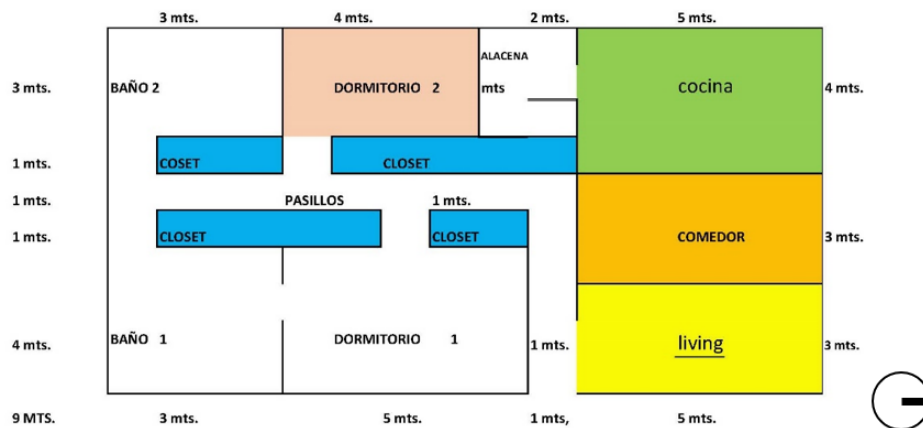 3 mts. 4 mts. 2 mts. 5 mts.
ALACENA
3 mts. BAÑO 2 DORMITORIO 2 mts cocina 4 mts.
1 mts. COSET CLOSET
1 mts. PASILLOS 1 mts.
1 mts. CLOSET CLOSET COMEDOR 3 mts.
4 mts. BAÑO 1 DORMITORIO 1 1 mts. living 3 mts.
9 MTS. 3 mts. 5 mts. 1 mts, 5 mts.